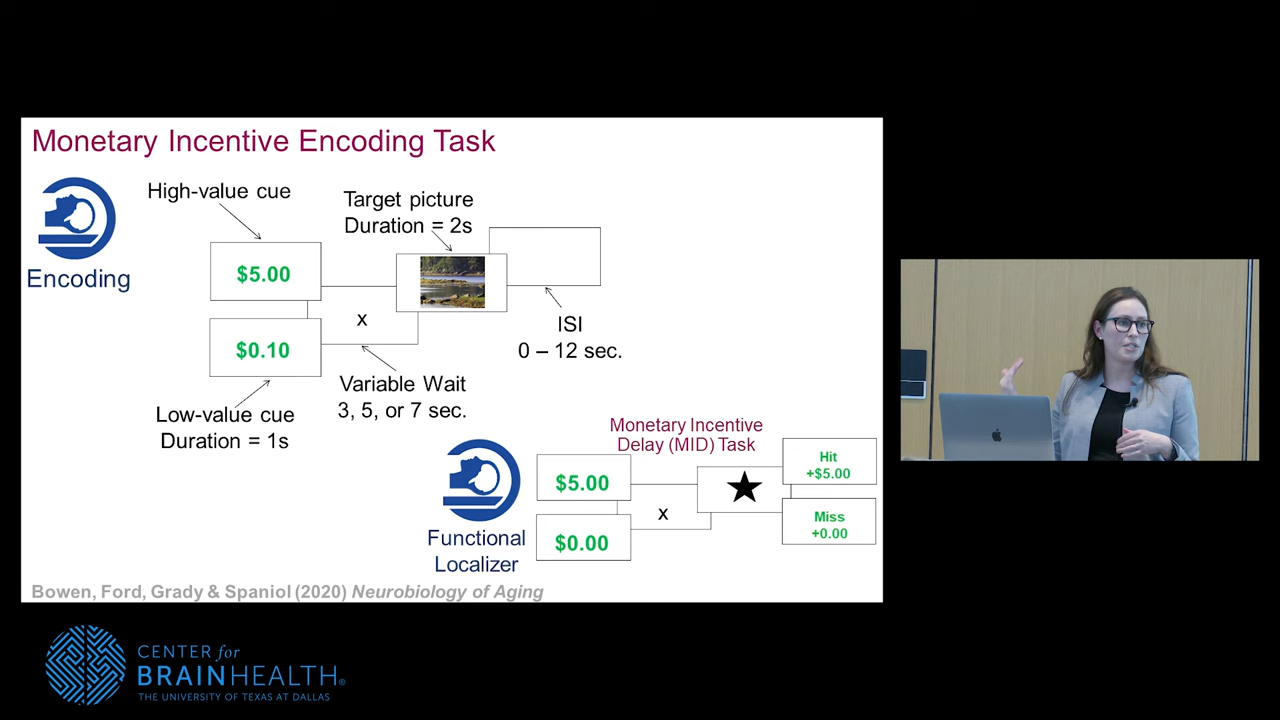 Monetary Incentive Encoding Task
High-value cue
Target picture
Duration = 2s
$5.00
Encoding
x
ISI
0 – 12 sec.
$0.10
Variable Wait
3, 5, or 7 sec.
Low-value cue
Duration = 1s
Monetary Incentive
Delay (MID) Task
$5.00
Hit
+$5.00
x
Miss
+0.00
$0.00
Functional
Localizer
Bowen, Ford, Grady & Spaniol (2020) Neurobiology of Aging
CENTER for
BRAINHEALTH®
THE UNIVERSITY OF TEXAS AT DALLAS